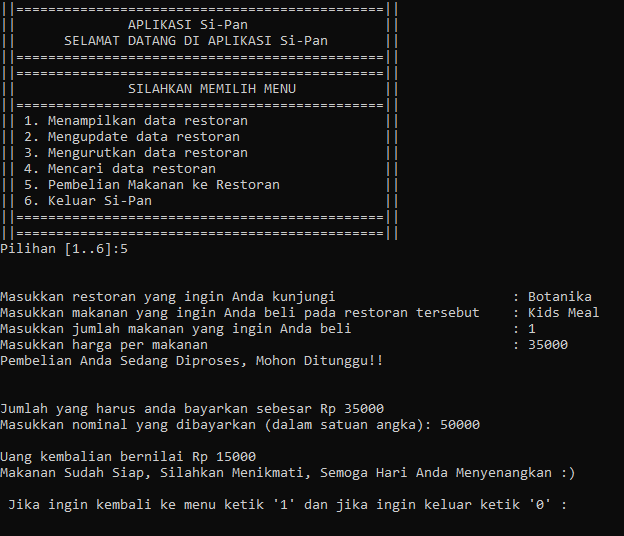 ||==============================================||
||              APLIKASI Si-Pan                 ||
||      SELAMAT DATANG DI APLIKASI Si-Pan       ||
||==============================================||
||==============================================||
||              SILAHKAN MEMILIH MENU           ||
||==============================================||
|| 1. Menampilkan data restoran                 ||
|| 2. Mengupdate data restoran                  ||
|| 3. Mengurutkan data restoran                 ||
|| 4. Mencari data restoran                     ||
|| 5. Pembelian Makanan ke Restoran             ||
|| 6. Keluar Si-Pan                             ||
||==============================================||
||==============================================||
Pilihan [1..6]:5
Masukkan restoran yang ingin Anda kunjungi                      : Botanika
Masukkan makanan yang ingin Anda beli pada restoran tersebut    : Kids Meal
Masukkan jumlah makanan yang ingin Anda beli                    : 1
Masukkan harga per makanan                                      : 35000
Pembelian Anda Sedang Diproses, Mohon Ditunggu!!
Jumlah yang harus anda bayarkan sebesar Rp 35000
Masukkan nominal yang dibayarkan (dalam satuan angka): 50000
Uang kembalian bernilai Rp 15000
Makanan Sudah Siap, Silahkan Menikmati, Semoga Hari Anda Menyenangkan :)
Jika ingin kembali ke menu ketik '1' dan jika ingin keluar ketik '0' :